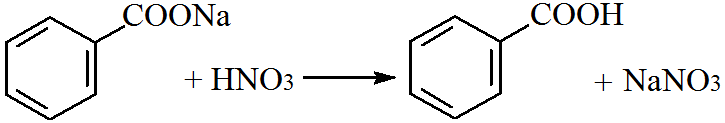 COONa COOH
+ HNO₃ + NaNO₃